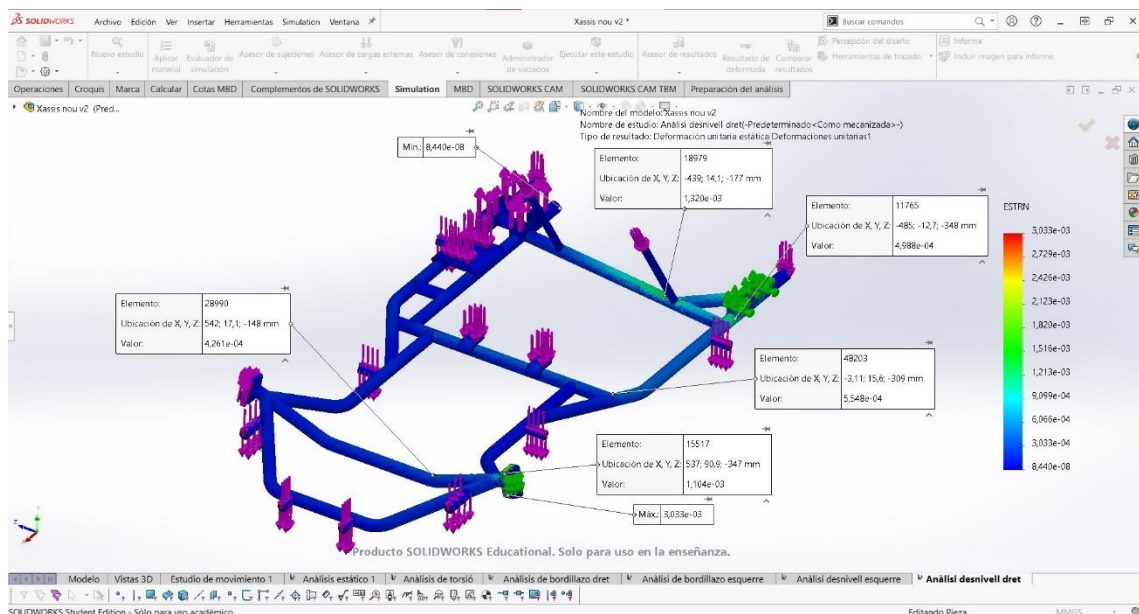 SOLIDWORKS Archivo Edición Ver Insertar Herramientas Simulation Ventana Xassis nou v2 * Buscar comandos
Nuevo estudio Aplicar material Evaluador de simulación Asesor de sujeciones Asesor de cargas externas Asesor de conexiones Administrador de vaciados Ejecutar este estudio Asesor de resultados Resultado de deformada Comparar resultados Percepción del diseño Herramientas de trazado Informe Incluir imagen para informe
Operaciones Croquis Marca Calcular Cotas MBD Complementos de SOLIDWORKS Simulation MBD SOLIDWORKS CAM SOLIDWORKS CAM TBM Preparación del análisis
Xassis nou v2 (Pred...
Nombre del modelo: Xassis nou v2
Nombre de estudio: Anàlisi desnivell dret(-Predeterminado<Como mecanizada>-)
Tipo de resultado: Deformación unitaria estática Deformaciones unitarias1
Mín.: 8,440e-08
Elemento: 18979
Ubicación de X, Y, Z: -439; 14,1; -177 mm
Valor: 1,320e-03
Elemento: 11765
Ubicación de X, Y, Z: -485; -12,7; -348 mm
Valor: 4,988e-04
ESTRN
3,033e-03
2,729e-03
2,426e-03
2,123e-03
1,820e-03
1,516e-03
1,213e-03
9,099e-04
6,066e-04
3,033e-04
8,440e-08
Elemento: 28990
Ubicación de X, Y, Z: 542; 17,1; -148 mm
Valor: 4,261e-04
Elemento: 48203
Ubicación de X, Y, Z: -3,11; 15,6; -309 mm
Valor: 5,548e-04
Elemento: 15517
Ubicación de X, Y, Z: 537; 90,9; -347 mm
Valor: 1,104e-03
Máx.: 3,033e-03
Producto SOLIDWORKS Educational. Solo para uso en la enseñanza.
Modelo Vistas 3D Estudio de movimiento 1 Anàlisis estático 1 Anàlisis de torsió Anàlisis de bordillazo dret Anàlisi de bordillazo esquerre Anàlisi desnivell esquerre Anàlisi desnivell dret
SOLIDWORKS Student Edition - Sólo para uso académico. Editando Pieza MMGS